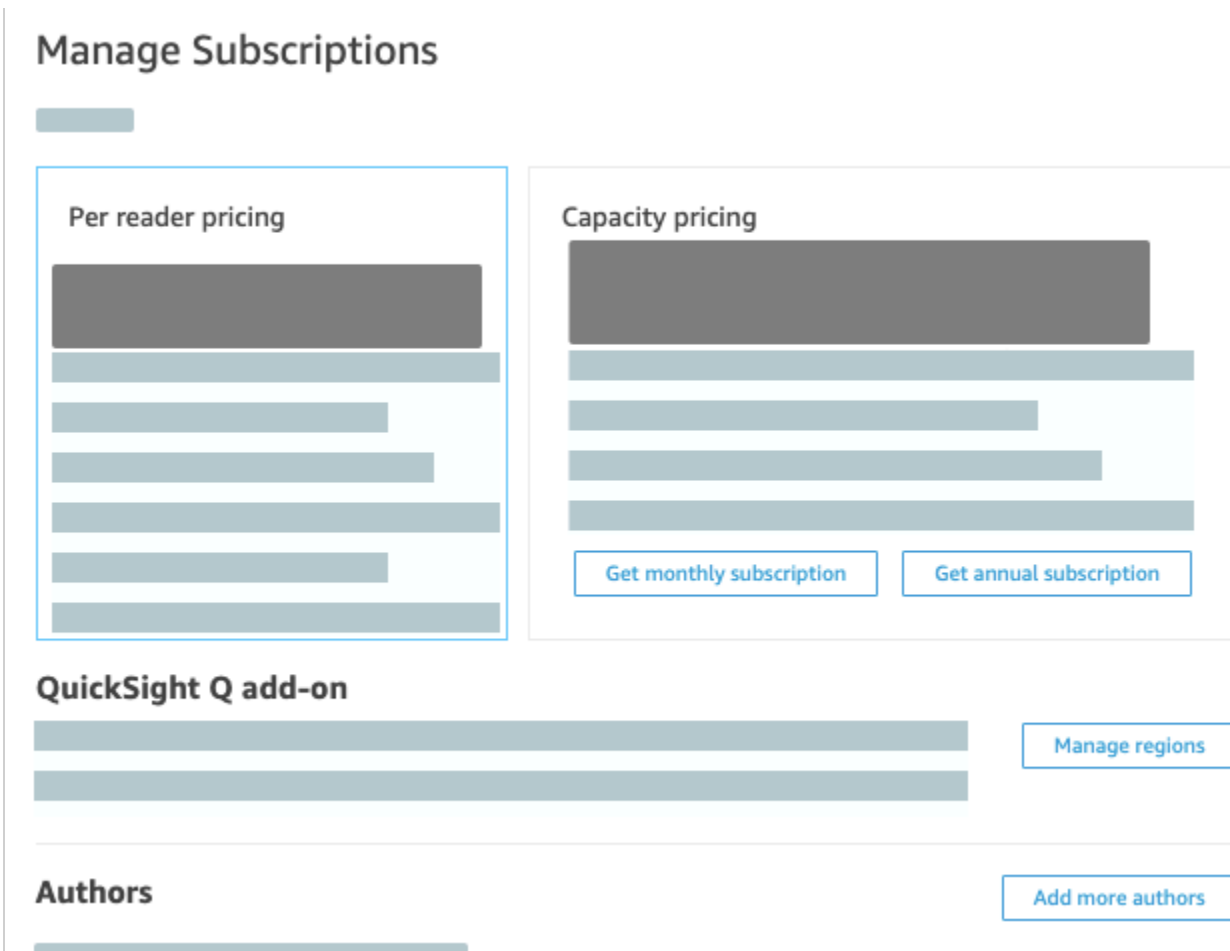 Manage Subscriptions
Per reader pricing
Capacity pricing
Get monthly subscription
Get annual subscription
QuickSight Q add-on
Manage regions
Authors
Add more authors